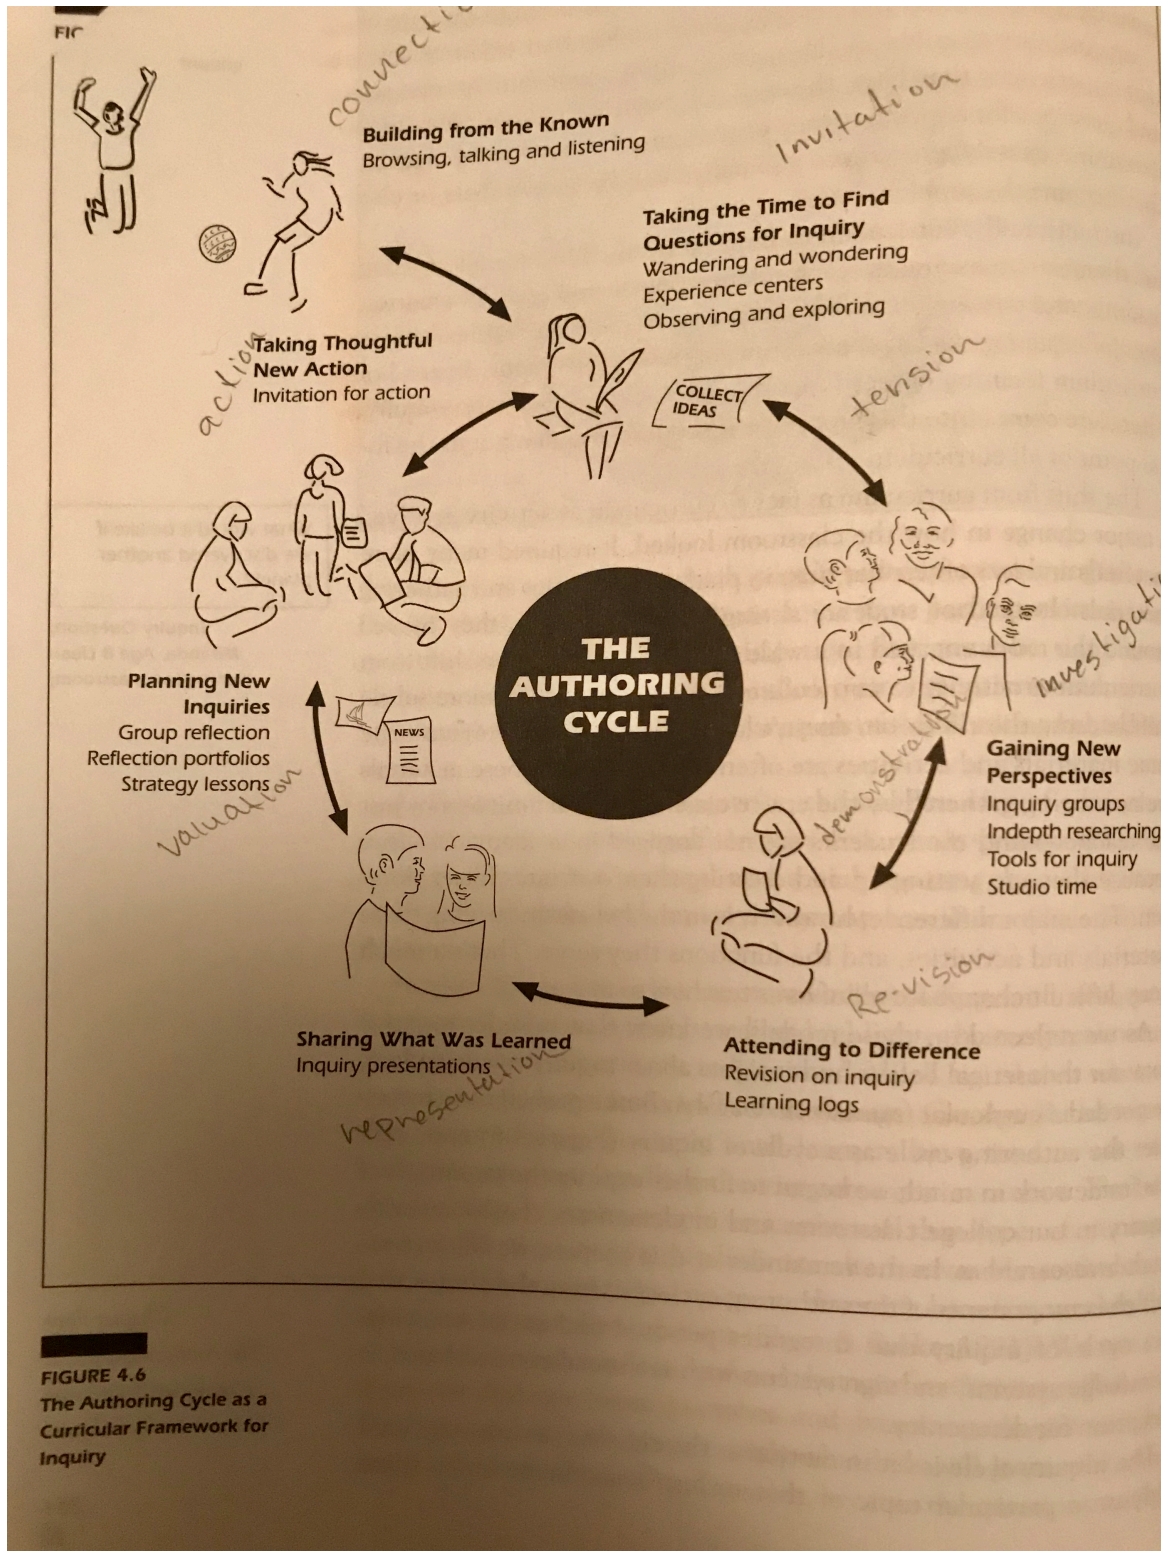 FIG
connecti
Building from the Known
Browsing, talking and listening
Invitation
Taking the Time to Find
Questions for Inquiry
Wandering and wondering
Experience centers
Observing and exploring
action
Taking Thoughtful
New Action
Invitation for action
COLLECT
IDEAS
tension
THE
AUTHORING
CYCLE
Investigati
Planning New
Inquiries
Group reflection
Reflection portfolios
Strategy lessons
valuation
NEWS
demonstration
Gaining New
Perspectives
Inquiry groups
Indepth researching
Tools for inquiry
Studio time
Re-vision
Sharing What Was Learned
Inquiry presentations
representation
Attending to Difference
Revision on inquiry
Learning logs
FIGURE 4.6
The Authoring Cycle as a
Curricular Framework for
Inquiry